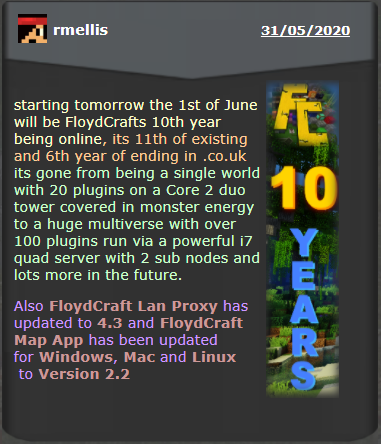 rmellis
31/05/2020
starting tomorrow the 1st of June
will be FloydCrafts 10th year
being online, its 11th of existing
and 6th year of ending in .co.uk
its gone from being a single world
with 20 plugins on a Core 2 duo
tower covered in monster energy
to a huge multiverse with over
100 plugins run via a powerful i7
quad server with 2 sub nodes and
lots more in the future.
Also FloydCraft Lan Proxy has
updated to 4.3 and FloydCraft
Map App has been updated
for Windows, Mac and Linux
to Version 2.2
FC
10
YEARS